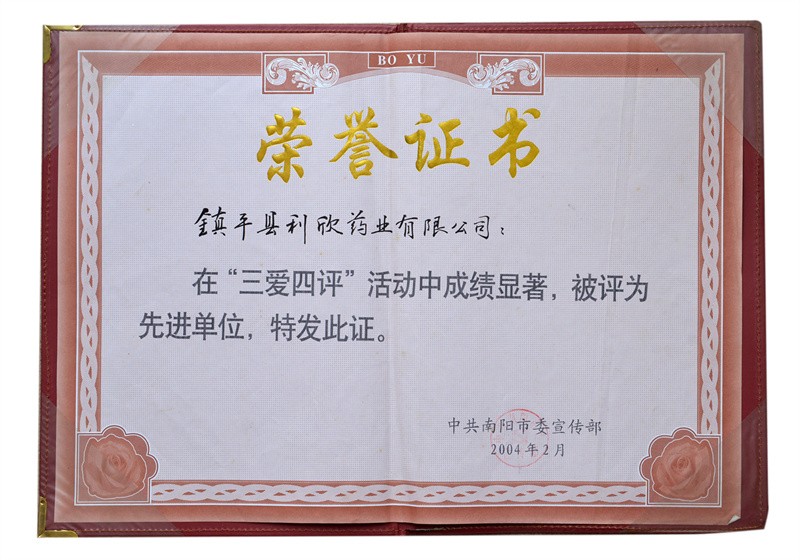 BO YU
荣誉证书
镇平县利欣药业有限公司：
在“三爱四评”活动中成绩显著，被评为
先进单位，特发此证。
中共南阳市委宣传部
2004年2月